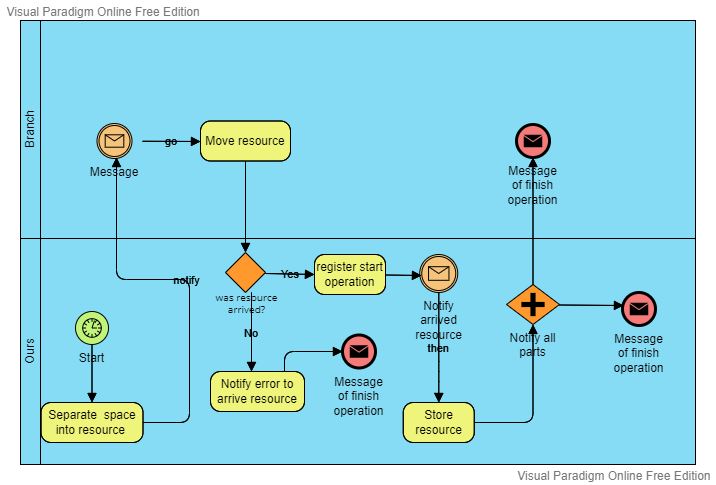 Visual Paradigm Online Free Edition
Branch
Message
go
Move resource
Message
of finish
operation
Ours
Start
Separate space
into resource
notify
was resource
arrived?
Yes
No
register start
operation
Notify error to
arrive resource
Message
of finish
operation
Notify
arrived
resource
then
Store
resource
Notify all
parts
Message
of finish
operation
Visual Paradigm Online Free Edition